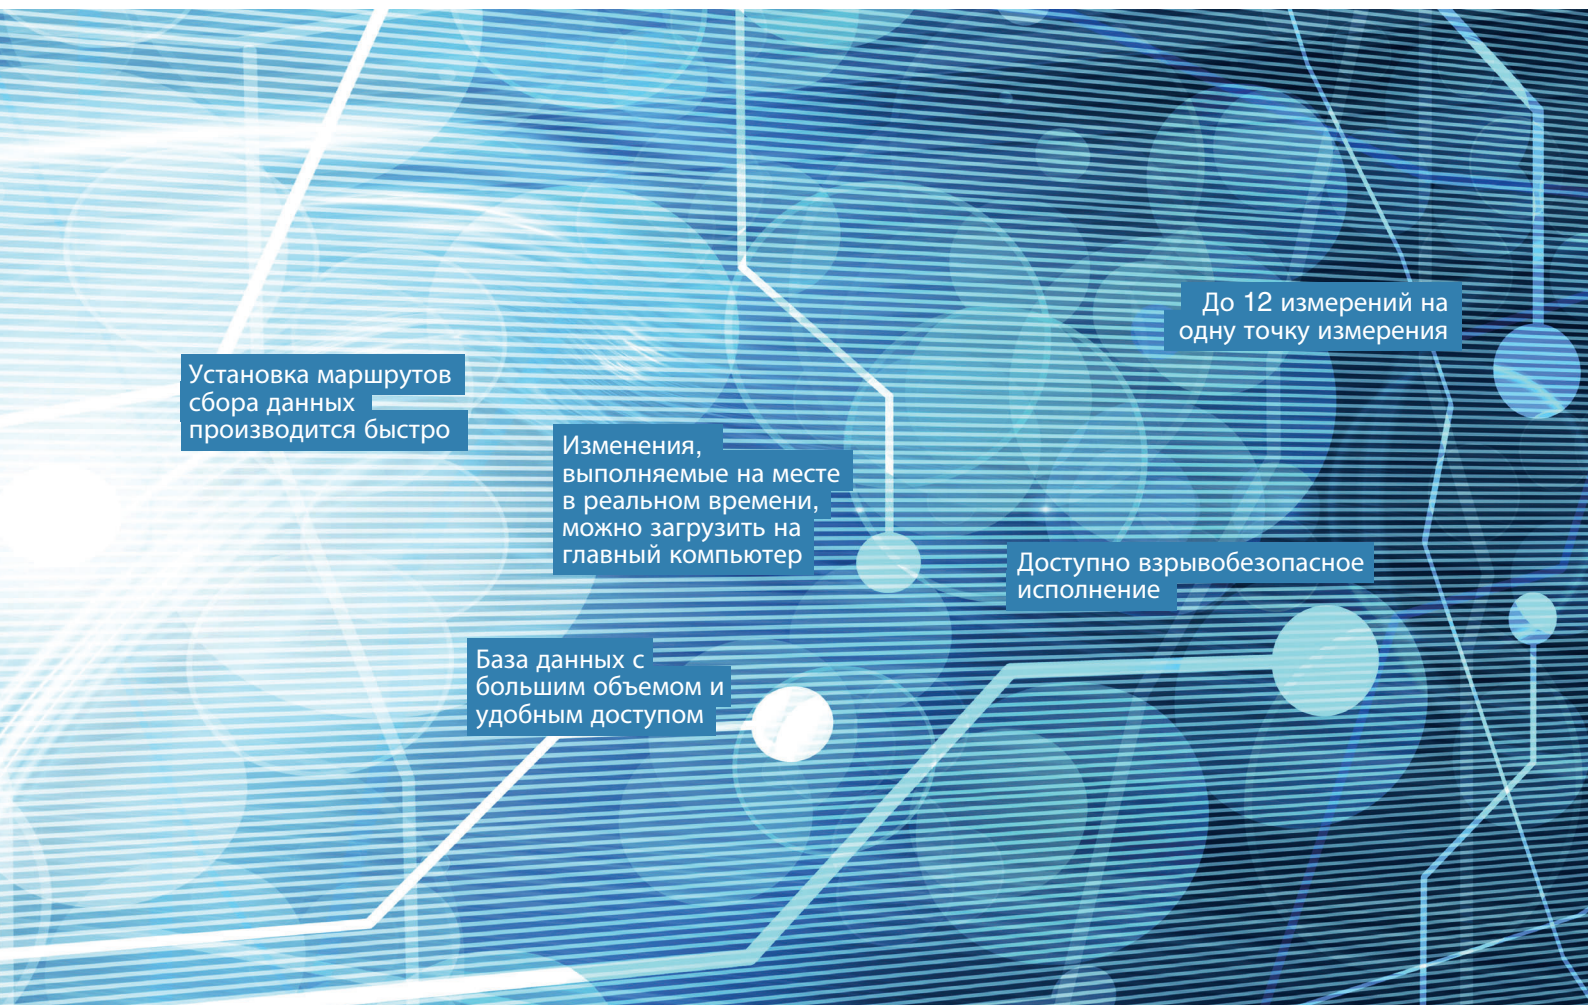 До 12 измерений на
одну точку измерения
Установка маршрутов
сбора данных
производится быстро
Изменения,
выполняемые на месте
в реальном времени,
можно загрузить на
главный компьютер
Доступно взрывобезопасное
исполнение
База данных с
большим объемом и
удобным доступом